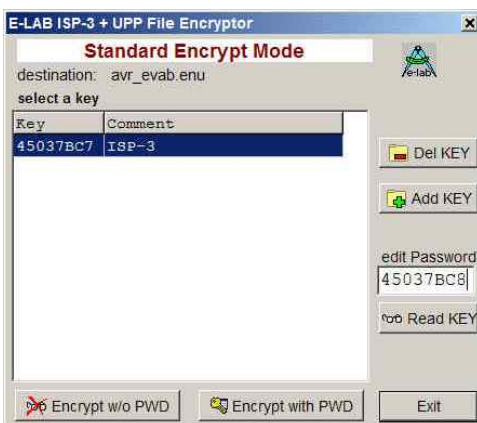 E-LAB ISP-3 + UPP File Encryptor
Standard Encrypt Mode
destination: avr_evab.enu
e-lab
select a key
Key Comment
45037BC7 ISP-3
Del KEY
Add KEY
edit Password
45037BC8
Read KEY
Encrypt w/o PWD Encrypt with PWD Exit